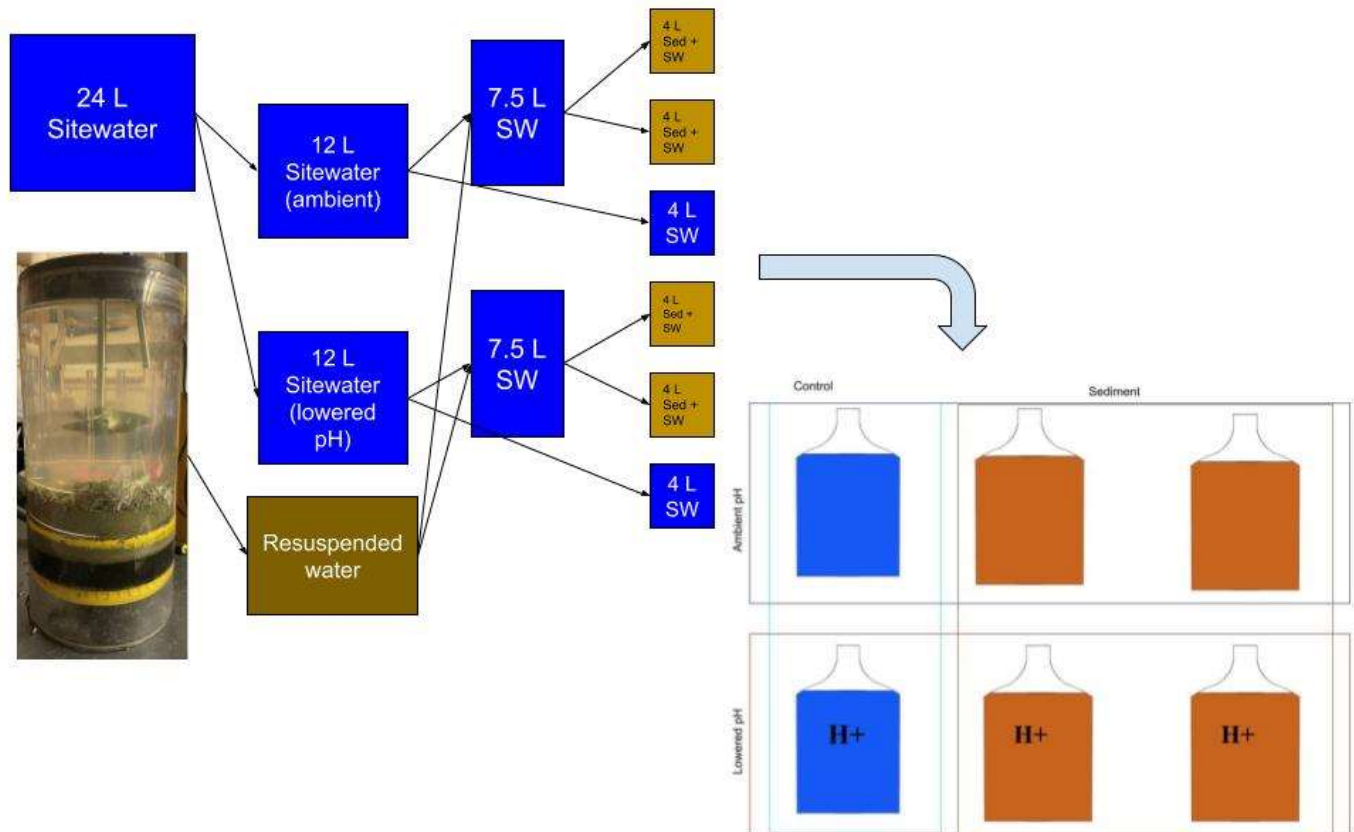 24 L
Sitewater
12 L
Sitewater
(ambient)
7.5 L
SW
4 L
Sed +
SW
4 L
Sed +
SW
4 L
SW
12 L
Sitewater
(lowered
pH)
7.5 L
SW
4 L
Sed +
SW
4 L
Sed +
SW
4 L
SW
Resuspended
water
Control
Sediment
Ambient pH
Lowered pH
H+
H+
H+